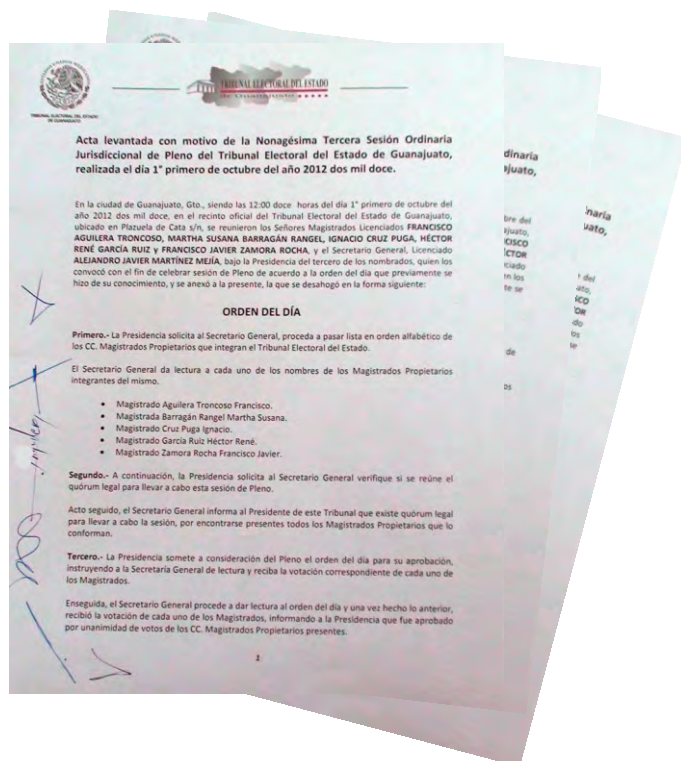 TRIBUNAL ELECTORAL DEL ESTADO
TRIBUNAL ELECTORAL DEL ESTADO
DE GUANAJUATO
Acta levantada con motivo de la Nonagésima Tercera Sesión Ordinaria
Jurisdiccional de Pleno del Tribunal Electoral del Estado de Guanajuato,
realizada el día 1° primero de octubre del año 2012 dos mil doce.
En la ciudad de Guanajuato, Gto., siendo las 12:00 doce horas del día 1° primero de octubre del
año 2012 dos mil doce, en el recinto oficial del Tribunal Electoral del Estado de Guanajuato,
ubicado en Plazuela de Cata s/n, se reunieron los Señores Magistrados Licenciados FRANCISCO
AGUILERA TRONCOSO, MARTHA SUSANA BARRAGÁN RANGEL, IGNACIO CRUZ PUGA, HÉCTOR
RENÉ GARCÍA RUIZ y FRANCISCO JAVIER ZAMORA ROCHA, y el Secretario General, Licenciado
ALEJANDRO JAVIER MARTÍNEZ MEJÍA, bajo la Presidencia del tercero de los nombrados, quien los
convocó con el fin de celebrar sesión de Pleno de acuerdo a la orden del día que previamente se
hizo de su conocimiento, y se anexó a la presente, la que se desahogó en la forma siguiente:
ORDEN DEL DÍA
Primero.- La Presidencia solicita al Secretario General, proceda a pasar lista en orden alfabético de
los CC. Magistrados Propietarios que integran el Tribunal Electoral del Estado.
El Secretario General da lectura a cada uno de los nombres de los Magistrados Propietarios
integrantes del mismo.
• Magistrado Aguilera Troncoso Francisco.
• Magistrada Barragán Rangel Martha Susana.
• Magistrado Cruz Puga Ignacio.
• Magistrado García Ruiz Héctor René.
• Magistrado Zamora Rocha Francisco Javier.
Segundo.- A continuación, la Presidencia solicita al Secretario General verifique si se reúne el
quórum legal para llevar a cabo esta sesión de Pleno.
Acto seguido, el Secretario General informa al Presidente de este Tribunal que existe quórum legal
para llevar a cabo la sesión, por encontrarse presentes todos los Magistrados Propietarios que lo
conforman.
Tercero.- La Presidencia somete a consideración del Pleno el orden del día para su aprobación,
instruyendo a la Secretaría General de lectura y reciba la votación correspondiente de cada uno de
los Magistrados.
Enseguida, el Secretario General procede a dar lectura al orden del día y una vez hecho lo anterior,
recibió la votación de cada uno de los Magistrados, informando a la Presidencia que fue aprobado
por unanimidad de votos de los CC. Magistrados Propietarios presentes.